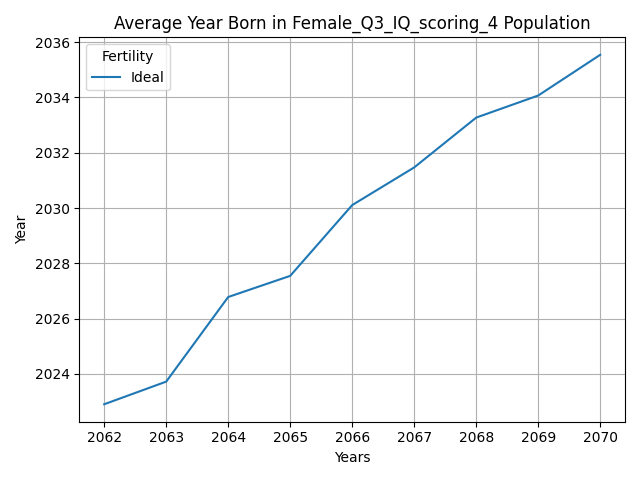 Average Year Born in Female_Q3_IQ_scoring_4 Population
Fertility
Ideal
Year
2036
2034
2032
2030
2028
2026
2024
2062 2063 2064 2065 2066 2067 2068 2069 2070
Years